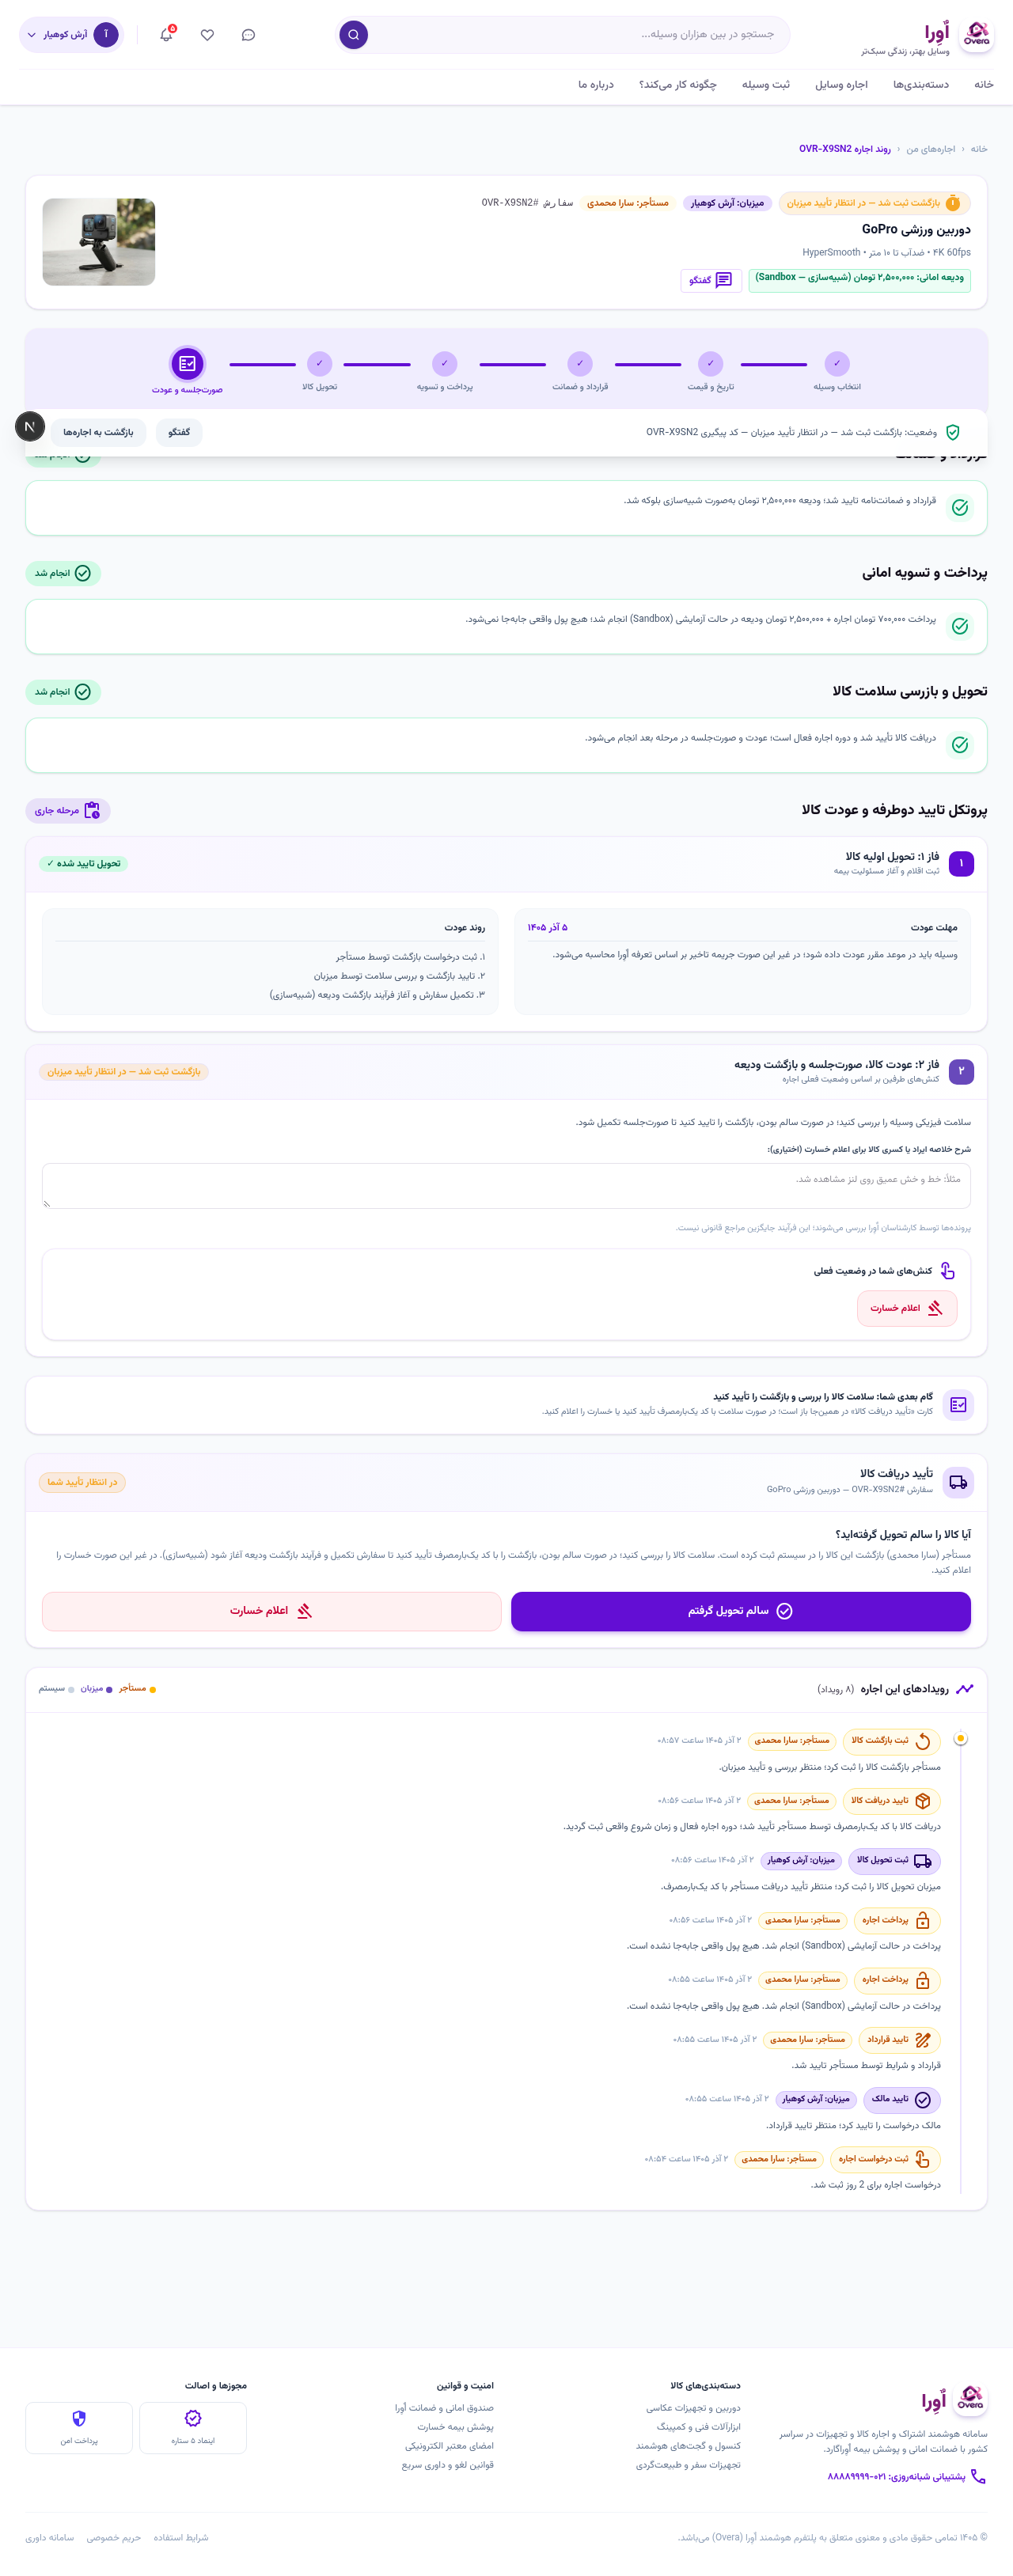 Overa
اُوِرا
وسایل بهتر، زندگی سبک‌تر
جستجو در بین هزاران وسیله...
۵
آ
آرش کوهیار
خانه
دسته‌بندی‌ها
اجاره وسایل
ثبت وسیله
چگونه کار می‌کند؟
درباره ما
خانه › اجاره‌های من › روند اجاره OVR-X9SN2
بازگشت ثبت شد — در انتظار تأیید میزبان
میزبان: آرش کوهیار
مستأجر: سارا محمدی
سفارش #OVR-X9SN2
دوربین ورزشی GoPro
۴K 60fps • ضدآب تا ۱۰ متر • HyperSmooth
ودیعه امانی: ۲,۵۰۰,۰۰۰ تومان (شبیه‌سازی — Sandbox)
گفتگو
انتخاب وسیله
تاریخ و قیمت
قرارداد و ضمانت
پرداخت و تسویه
تحویل کالا
صورت‌جلسه و عودت
وضعیت: بازگشت ثبت شد — در انتظار تأیید میزبان — کد پیگیری OVR-X9SN2
گفتگو
بازگشت به اجاره‌ها
N
قرارداد و ضمانت‌نامه تایید شد؛ ودیعه ۲,۵۰۰,۰۰۰ تومان به‌صورت شبیه‌سازی بلوکه شد.
پرداخت و تسویه امانی
انجام شد
پرداخت ۷۰۰,۰۰۰ تومان اجاره + ۲,۵۰۰,۰۰۰ تومان ودیعه در حالت آزمایشی (Sandbox) انجام شد؛ هیچ پول واقعی جابه‌جا نمی‌شود.
تحویل و بازرسی سلامت کالا
انجام شد
دریافت کالا تأیید شد و دوره اجاره فعال است؛ عودت و صورت‌جلسه در مرحله بعد انجام می‌شود.
پروتکل تایید دوطرفه و عودت کالا
مرحله جاری
۱
فاز ۱: تحویل اولیه کالا
ثبت اقلام و آغاز مسئولیت بیمه
تحویل تایید شده ✓
مهلت عودت
۵ آذر ۱۴۰۵
وسیله باید در موعد مقرر عودت داده شود؛ در غیر این صورت جریمه تاخیر بر اساس تعرفه اُورا محاسبه می‌شود.
روند عودت
۱. ثبت درخواست بازگشت توسط مستأجر
۲. تایید بازگشت و بررسی سلامت توسط میزبان
۳. تکمیل سفارش و آغاز فرآیند بازگشت ودیعه (شبیه‌سازی)
۲
فاز ۲: عودت کالا، صورت‌جلسه و بازگشت ودیعه
کنش‌های طرفین بر اساس وضعیت فعلی اجاره
بازگشت ثبت شد — در انتظار تأیید میزبان
سلامت فیزیکی وسیله را بررسی کنید؛ در صورت سالم بودن، بازگشت را تایید کنید تا صورت‌جلسه تکمیل شود.
شرح خلاصه ایراد یا کسری کالا برای اعلام خسارت (اختیاری):
مثلاً: خط و خش عمیق روی لنز مشاهده شد.
پرونده‌ها توسط کارشناسان اُورا بررسی می‌شوند؛ این فرآیند جایگزین مراجع قانونی نیست.
کنش‌های شما در وضعیت فعلی
اعلام خسارت
گام بعدی شما: سلامت کالا را بررسی و بازگشت را تأیید کنید
کارت «تأیید دریافت کالا» در همین‌جا باز است؛ در صورت سلامت با کد یک‌بارمصرف تأیید کنید یا خسارت را اعلام کنید.
تأیید دریافت کالا
سفارش #OVR-X9SN2 — دوربین ورزشی GoPro
در انتظار تأیید شما
آیا کالا را سالم تحویل گرفته‌اید؟
مستأجر (سارا محمدی) بازگشت این کالا را در سیستم ثبت کرده است. سلامت کالا را بررسی کنید؛ در صورت سالم بودن، بازگشت را با کد یک‌بارمصرف تأیید کنید تا سفارش تکمیل و فرآیند بازگشت ودیعه آغاز شود (شبیه‌سازی). در غیر این صورت خسارت را
اعلام کنید.
سالم تحویل گرفتم
اعلام خسارت
رویدادهای این اجاره (۸ رویداد)
مستأجر
میزبان
سیستم
ثبت بازگشت کالا مستأجر: سارا محمدی ۲ آذر ۱۴۰۵ ساعت ۰۸:۵۷
مستأجر بازگشت کالا را ثبت کرد؛ منتظر بررسی و تأیید میزبان.
تایید دریافت کالا مستأجر: سارا محمدی ۲ آذر ۱۴۰۵ ساعت ۰۸:۵۶
دریافت کالا با کد یک‌بارمصرف توسط مستأجر تأیید شد؛ دوره اجاره فعال و زمان شروع واقعی ثبت گردید.
ثبت تحویل کالا میزبان: آرش کوهیار ۲ آذر ۱۴۰۵ ساعت ۰۸:۵۶
میزبان تحویل کالا را ثبت کرد؛ منتظر تأیید دریافت مستأجر با کد یک‌بارمصرف.
پرداخت اجاره مستأجر: سارا محمدی ۲ آذر ۱۴۰۵ ساعت ۰۸:۵۶
پرداخت در حالت آزمایشی (Sandbox) انجام شد. هیچ پول واقعی جابه‌جا نشده است.
پرداخت اجاره مستأجر: سارا محمدی ۲ آذر ۱۴۰۵ ساعت ۰۸:۵۵
پرداخت در حالت آزمایشی (Sandbox) انجام شد. هیچ پول واقعی جابه‌جا نشده است.
تایید قرارداد مستأجر: سارا محمدی ۲ آذر ۱۴۰۵ ساعت ۰۸:۵۵
قرارداد و شرایط توسط مستأجر تایید شد.
تایید مالک میزبان: آرش کوهیار ۲ آذر ۱۴۰۵ ساعت ۰۸:۵۵
مالک درخواست را تایید کرد؛ منتظر تایید قرارداد.
ثبت درخواست اجاره مستأجر: سارا محمدی ۲ آذر ۱۴۰۵ ساعت ۰۸:۵۴
درخواست اجاره برای 2 روز ثبت شد.
Overa
اُوِرا
سامانه هوشمند اشتراک و اجاره کالا و تجهیزات در سراسر
کشور با ضمانت امانی و پوشش بیمه اُوِراگارد.
پشتیبانی شبانه‌روزی: ۰۲۱-۸۸۸۸۹۹۹۹
دسته‌بندی‌های کالا
دوربین و تجهیزات عکاسی
ابزارآلات فنی و کمپینگ
کنسول و گجت‌های هوشمند
تجهیزات سفر و طبیعت‌گردی
امنیت و قوانین
صندوق امانی و ضمانت اُورا
پوشش بیمه خسارت
امضای معتبر الکترونیکی
قوانین لغو و داوری سریع
مجوزها و اصالت
اینماد ۵ ستاره
پرداخت امن
© ۱۴۰۵ تمامی حقوق مادی و معنوی متعلق به پلتفرم هوشمند اُورا (Overa) می‌باشد.
شرایط استفاده
حریم خصوصی
سامانه داوری